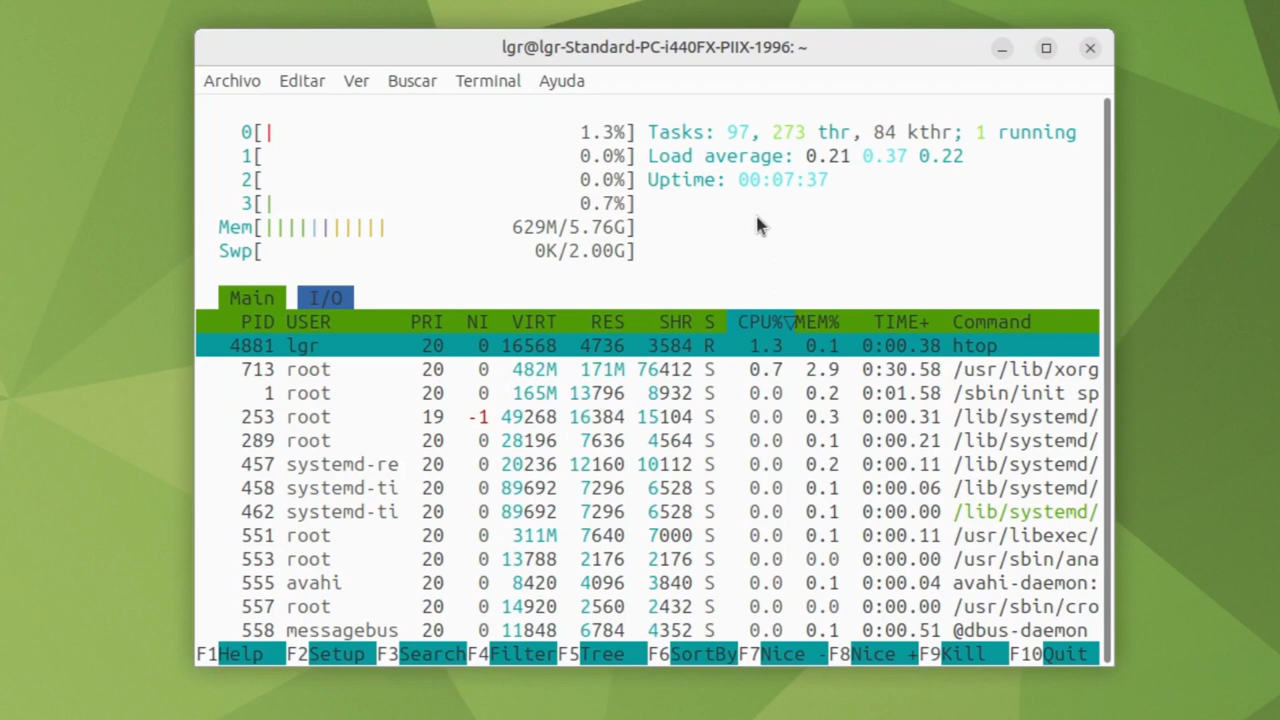 lgr@lgr-Standard-PC-i440FX-PIIX-1996: ~
Archivo Editar Ver Buscar Terminal Ayuda
0[| 1.3%] Tasks: 97, 273 thr, 84 kthr; 1 running
1[ 0.0%] Load average: 0.21 0.37 0.22
2[ 0.0%] Uptime: 00:07:37
3[| 0.7%]
Mem[||||||||||| 629M/5.76G]
Swp[ 0K/2.00G]
Main I/O
PID USER PRI NI VIRT RES SHR S CPU%▽MEM% TIME+ Command
4881 lgr 20 0 16568 4736 3584 R 1.3 0.1 0:00.38 htop
713 root 20 0 482M 171M 76412 S 0.7 2.9 0:30.58 /usr/lib/xorg
1 root 20 0 165M 13796 8932 S 0.0 0.2 0:01.58 /sbin/init sp
253 root 19 -1 49268 16384 15104 S 0.0 0.3 0:00.31 /lib/systemd/
289 root 20 0 28196 7636 4564 S 0.0 0.1 0:00.21 /lib/systemd/
457 systemd-re 20 0 20236 12160 10112 S 0.0 0.2 0:00.11 /lib/systemd/
458 systemd-ti 20 0 89692 7296 6528 S 0.0 0.1 0:00.06 /lib/systemd/
462 systemd-ti 20 0 89692 7296 6528 S 0.0 0.1 0:00.00 /lib/systemd/
551 root 20 0 311M 7640 7000 S 0.0 0.1 0:00.11 /usr/libexec/
553 root 20 0 13788 2176 2176 S 0.0 0.0 0:00.00 /usr/sbin/ana
555 avahi 20 0 8420 4096 3840 S 0.0 0.1 0:00.04 avahi-daemon:
557 root 20 0 14920 2560 2432 S 0.0 0.0 0:00.00 /usr/sbin/cro
558 messagebus 20 0 11848 6784 4352 S 0.0 0.1 0:00.51 @dbus-daemon
F1Help F2Setup F3SearchF4FilterF5Tree F6SortByF7Nice -F8Nice +F9Kill F10Quit